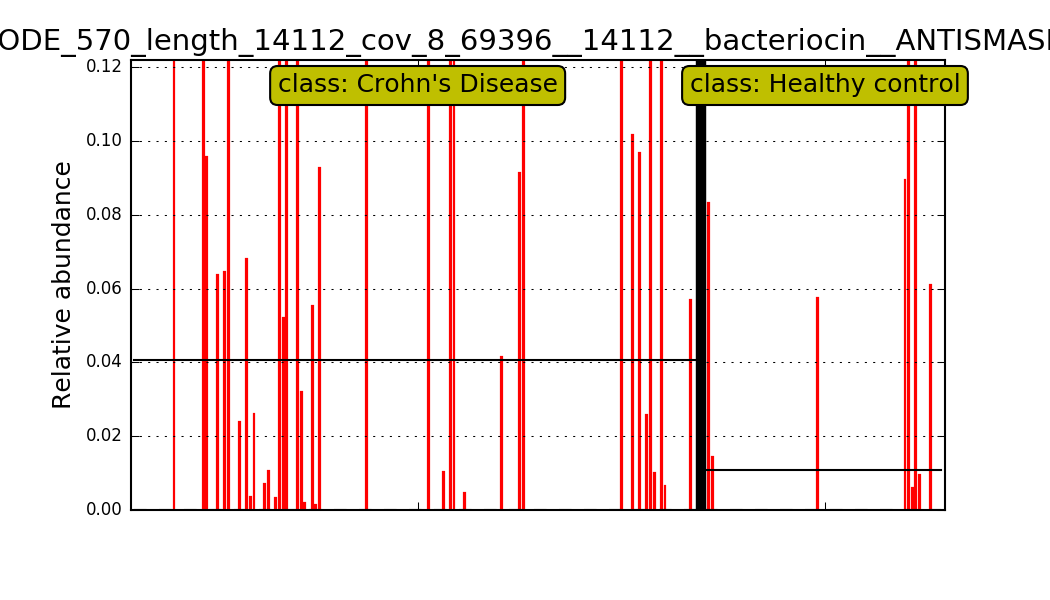 ODE_570_length_14112_cov_8_69396__14112__bacteriocin__ANTISMAS
class: Crohn's Disease
class: Healthy control
Relative abundance
0.12
0.10
0.08
0.06
0.04
0.02
0.00